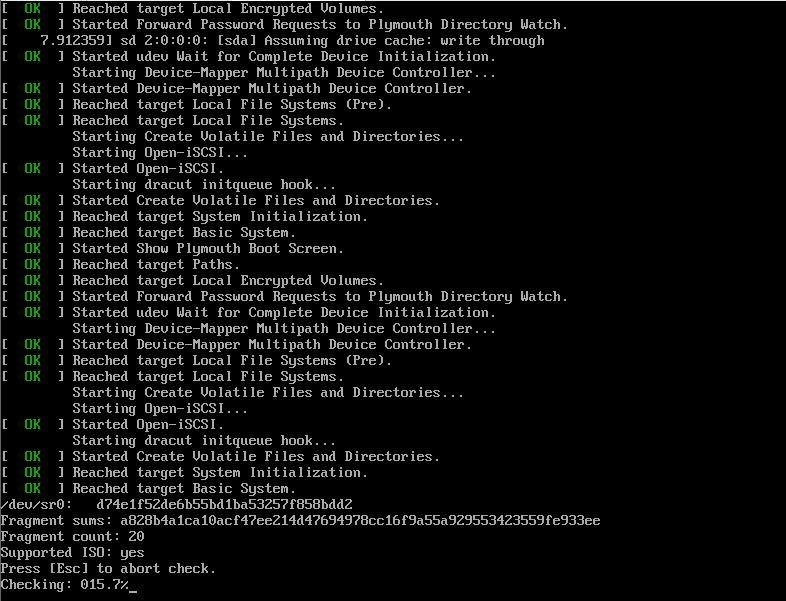 [  OK  ] Reached target Local Encrypted Volumes.
[  OK  ] Started Forward Password Requests to Plymouth Directory Watch.
[    7.912359] sd 2:0:0:0: [sda] Assuming drive cache: write through
[  OK  ] Started udev Wait for Complete Device Initialization.
         Starting Device-Mapper Multipath Device Controller...
[  OK  ] Started Device-Mapper Multipath Device Controller.
[  OK  ] Reached target Local File Systems (Pre).
[  OK  ] Reached target Local File Systems.
         Starting Create Volatile Files and Directories...
         Starting Open-iSCSI...
[  OK  ] Started Open-iSCSI.
         Starting dracut initqueue hook...
[  OK  ] Started Create Volatile Files and Directories.
[  OK  ] Reached target System Initialization.
[  OK  ] Reached target Basic System.
[  OK  ] Started Show Plymouth Boot Screen.
[  OK  ] Reached target Paths.
[  OK  ] Reached target Local Encrypted Volumes.
[  OK  ] Started Forward Password Requests to Plymouth Directory Watch.
[  OK  ] Started udev Wait for Complete Device Initialization.
         Starting Device-Mapper Multipath Device Controller...
[  OK  ] Started Device-Mapper Multipath Device Controller.
[  OK  ] Reached target Local File Systems (Pre).
[  OK  ] Reached target Local File Systems.
         Starting Create Volatile Files and Directories...
         Starting Open-iSCSI...
[  OK  ] Started Open-iSCSI.
         Starting dracut initqueue hook...
[  OK  ] Started Create Volatile Files and Directories.
[  OK  ] Reached target System Initialization.
[  OK  ] Reached target Basic System.
/dev/sr0:   d74e1f52de6b55bd1ba53257f858bdd2
Fragment sums: a828b4a1ca10acf47ee214d47694978cc16f9a55a929553423559fe933ee
Fragment count: 20
Supported ISO: yes
Press [Esc] to abort check.
Checking: 015.7%_